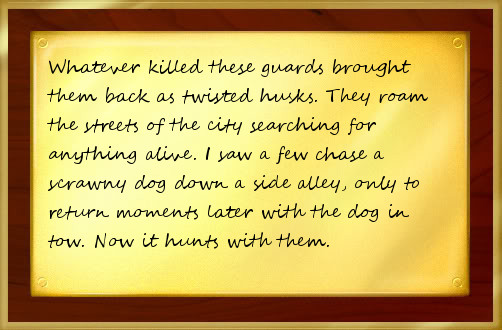 Whatever killed these guards brought
them back as twisted husks. They roam
the streets of the city searching for
anything alive. I saw a few chase a
scrawny dog down a side alley, only to
return moments later with the dog in
tow. Now it hunts with them.